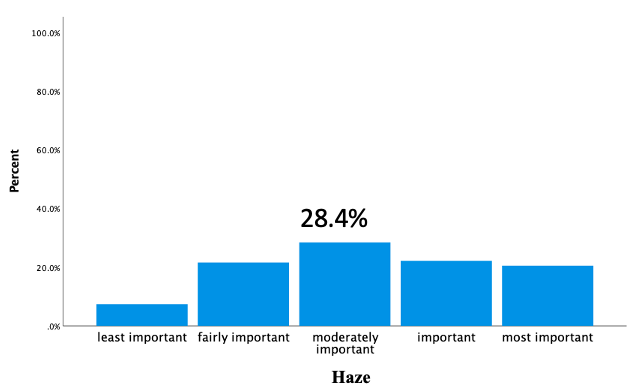 100.0%
80.0%
60.0%
40.0%
20.0%
.0%
Percent
28.4%
least important
fairly important
moderately
important
important
most important
Haze